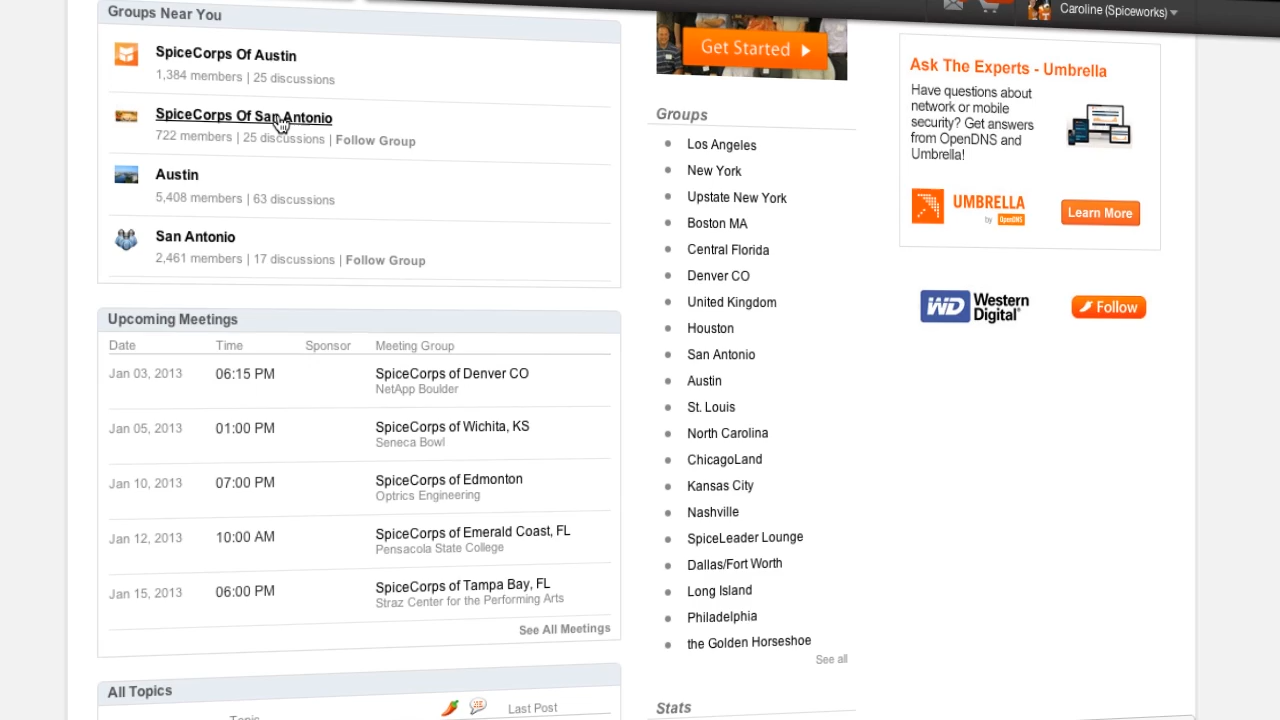 Caroline (Spiceworks)
Groups Near You
SpiceCorps Of Austin
1,384 members | 25 discussions
SpiceCorps Of San Antonio
722 members | 25 discussions | Follow Group
Austin
5,408 members | 63 discussions
San Antonio
2,461 members | 17 discussions | Follow Group
Upcoming Meetings
Date Time Sponsor Meeting Group
Jan 03, 2013 06:15 PM SpiceCorps of Denver CO
NetApp Boulder
Jan 05, 2013 01:00 PM SpiceCorps of Wichita, KS
Seneca Bowl
Jan 10, 2013 07:00 PM SpiceCorps of Edmonton
Optrics Engineering
Jan 12, 2013 10:00 AM SpiceCorps of Emerald Coast, FL
Pensacola State College
Jan 15, 2013 06:00 PM SpiceCorps of Tampa Bay, FL
Straz Center for the Performing Arts
See All Meetings
All Topics
Topic Last Post
Get Started
Groups
Los Angeles
New York
Upstate New York
Boston MA
Central Florida
Denver CO
United Kingdom
Houston
San Antonio
Austin
St. Louis
North Carolina
ChicagoLand
Kansas City
Nashville
SpiceLeader Lounge
Dallas/Fort Worth
Long Island
Philadelphia
the Golden Horseshoe
See all
Stats
Ask The Experts - Umbrella
Have questions about
network or mobile
security? Get answers
from OpenDNS and
Umbrella!
UMBRELLA
by OpenDNS
Learn More
WD Western
Digital®
Follow